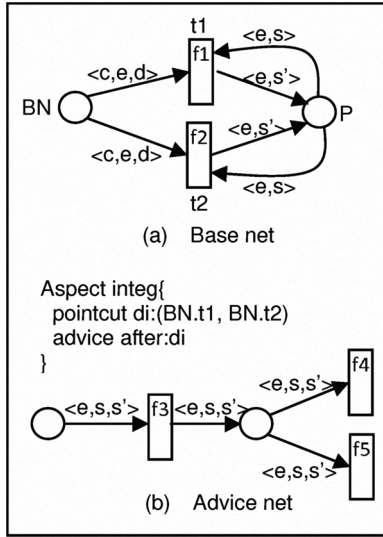 t1
<e,s>
f1
<c,e,d>
<e,s'>
BN
P
<c,e,d>
f2
<e,s'>
<e,s>
t2
(a) Base net
Aspect integ{
pointcut di:(BN.t1, BN.t2)
advice after:di
}
f4
<e,s,s'>
<e,s,s'>
f3
<e,s,s'>
f5
<e,s,s'>
(b) Advice net